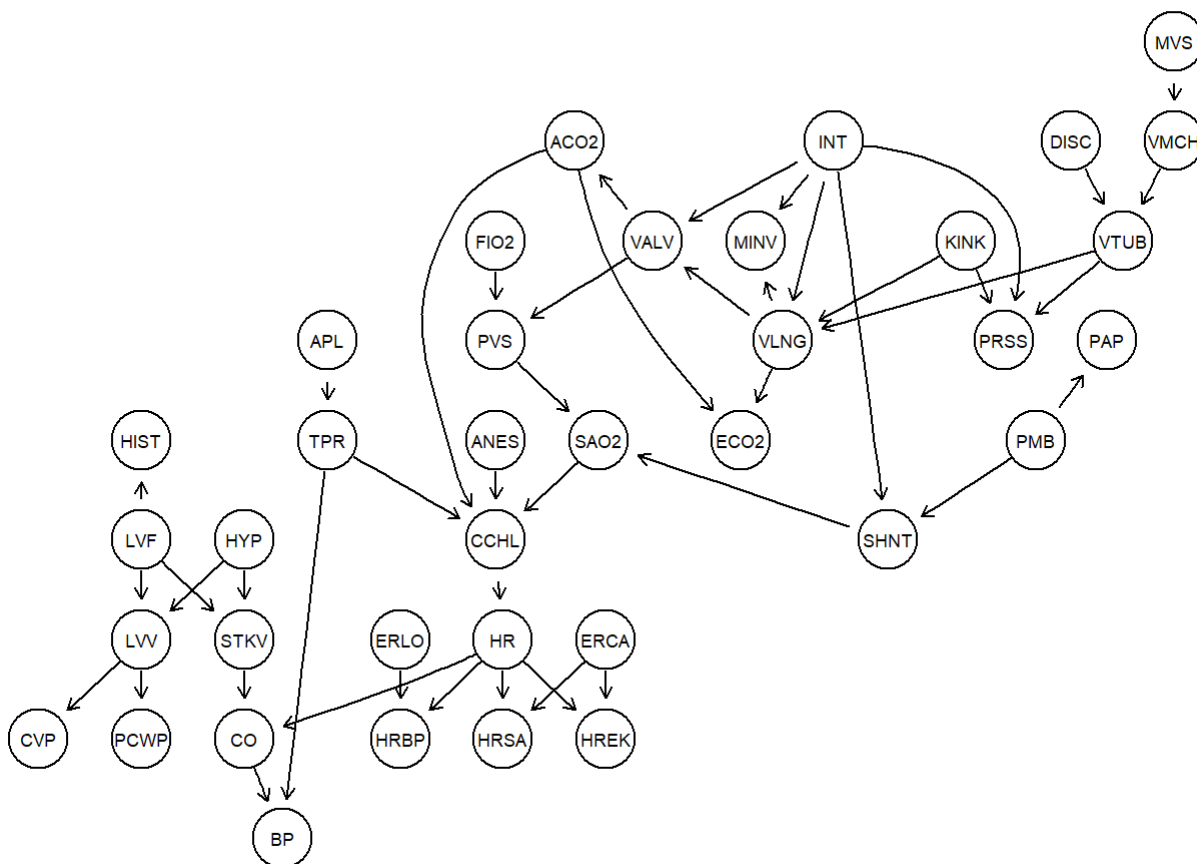 MVS
ACO2
INT
DISC
VMCH
FIO2
VALV
MINV
KINK
VTUB
APL
PVS
VLNG
PRSS
PAP
HIST
TPR
ANES
SAO2
ECO2
PMB
LVF
HYP
CCHL
SHNT
LVV
STKV
ERLO
HR
ERCA
CVP
PCWP
CO
HRBP
HRSA
HREK
BP